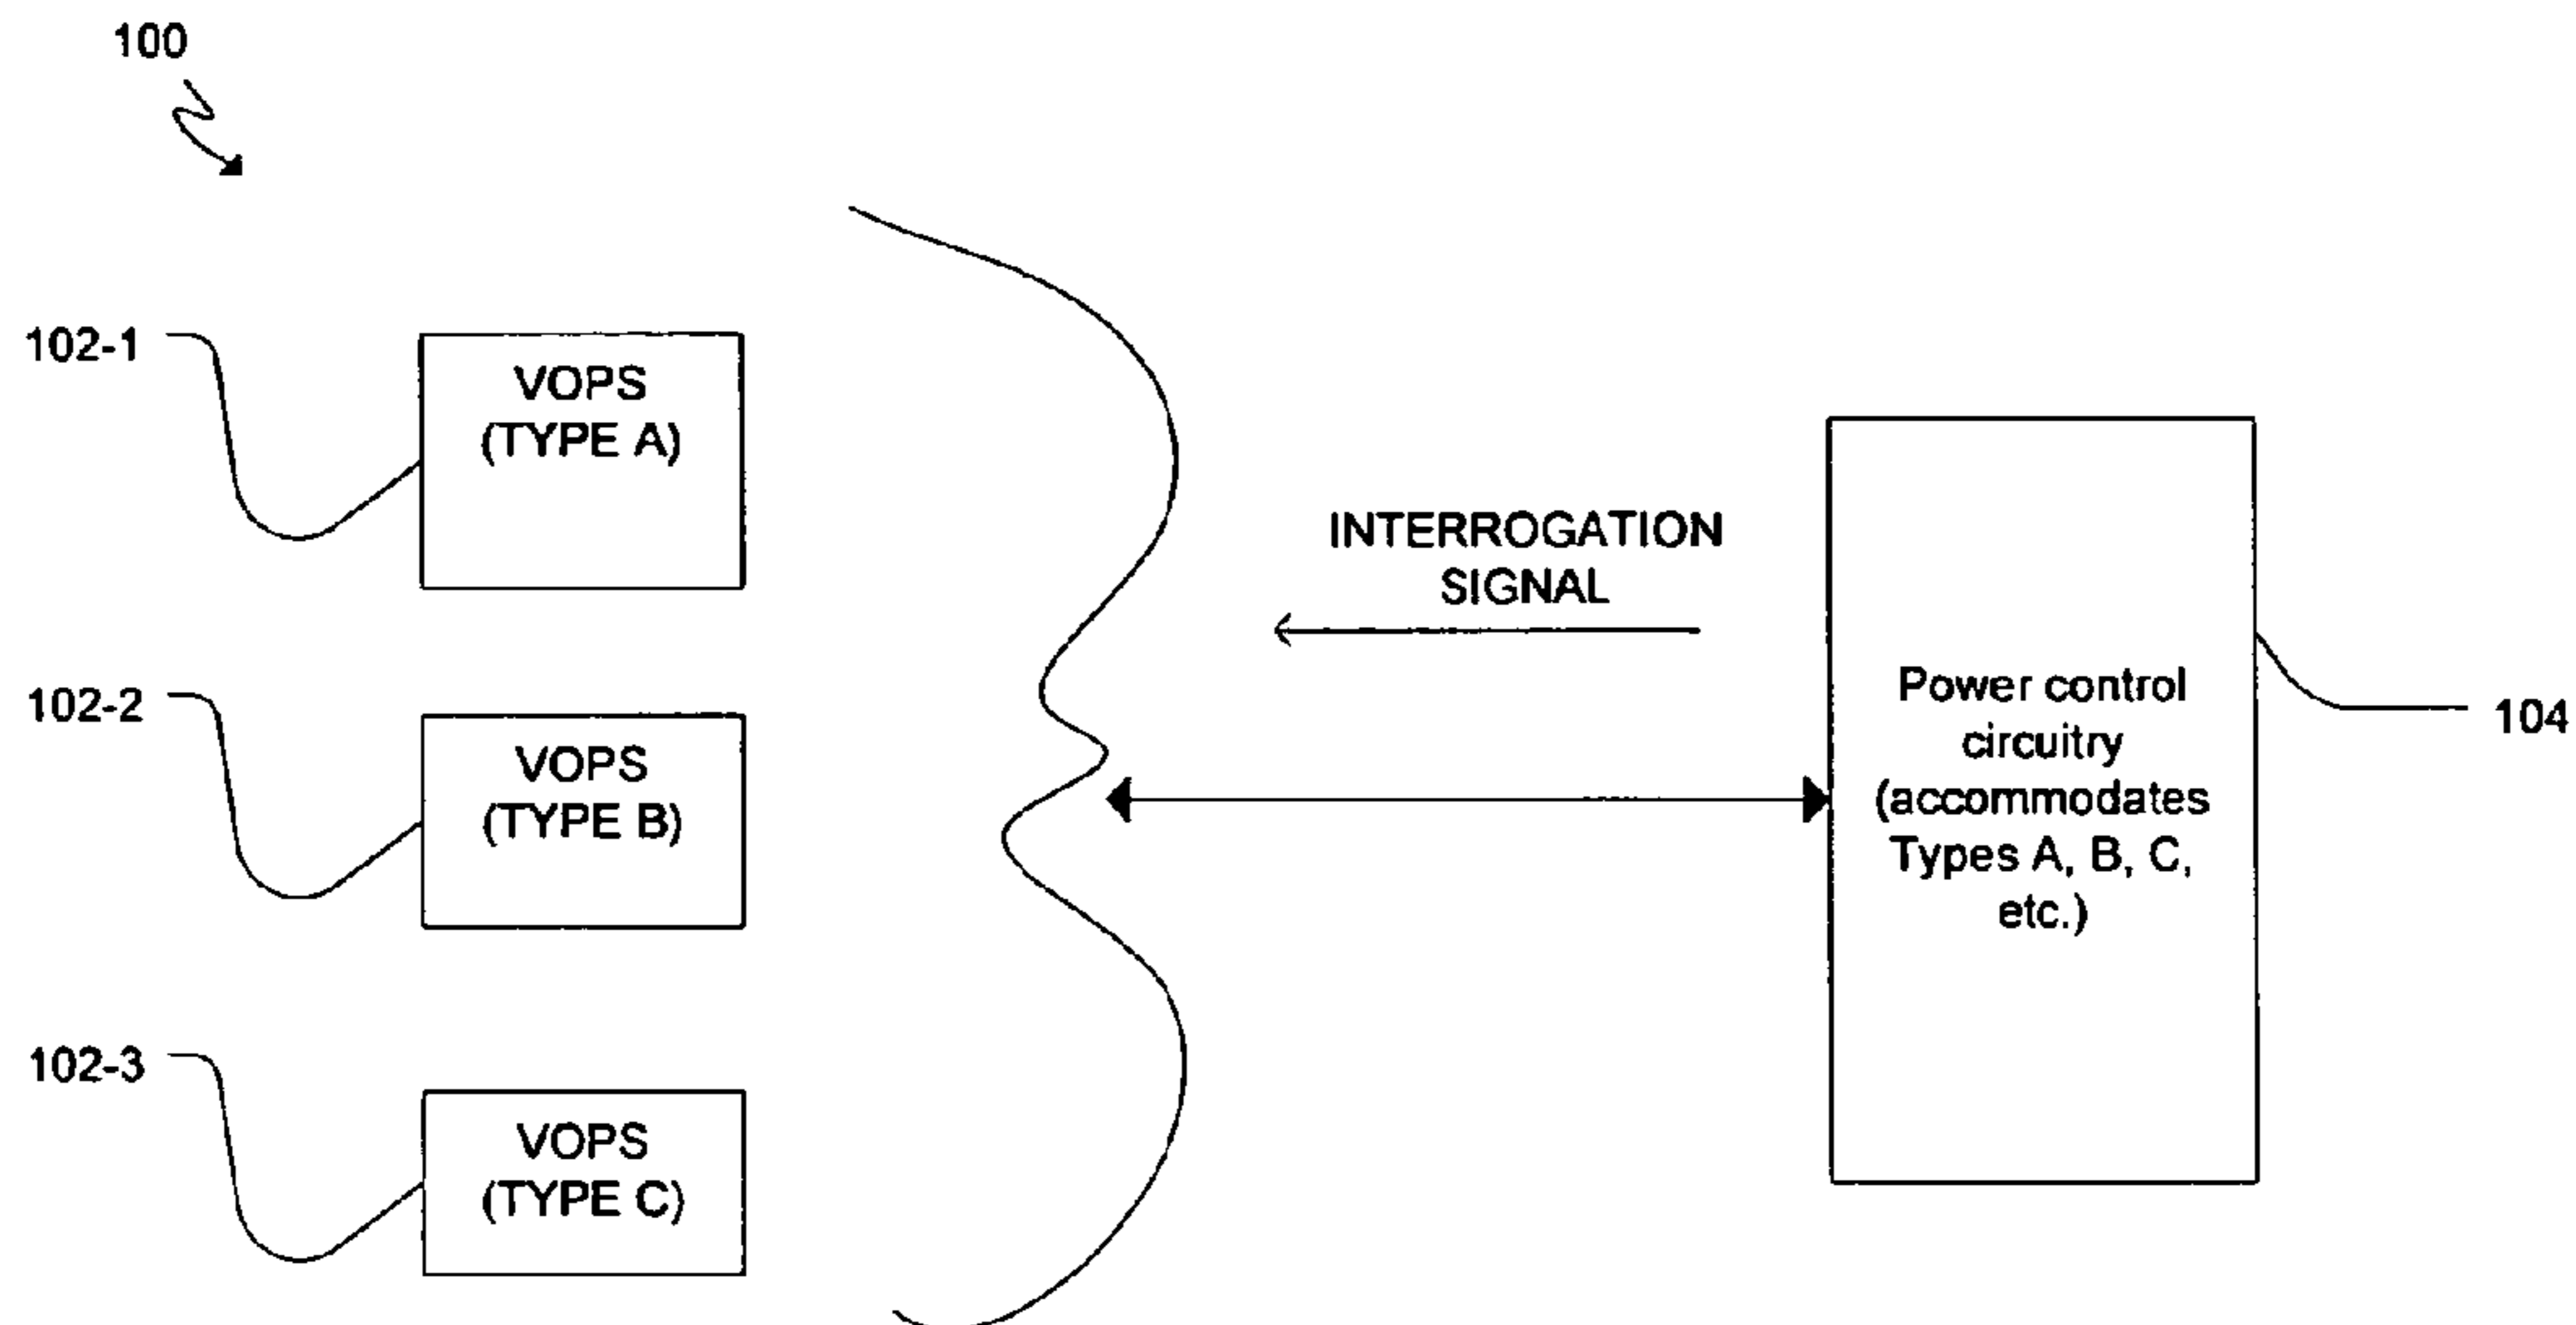 100
102-1
VOPS
(TYPE A)
INTERROGATION
SIGNAL
102-2
VOPS
(TYPE B)
Power control
circuitry
(accommodates
Types A, B, C,
etc.)
104
102-3
VOPS
(TYPE C)